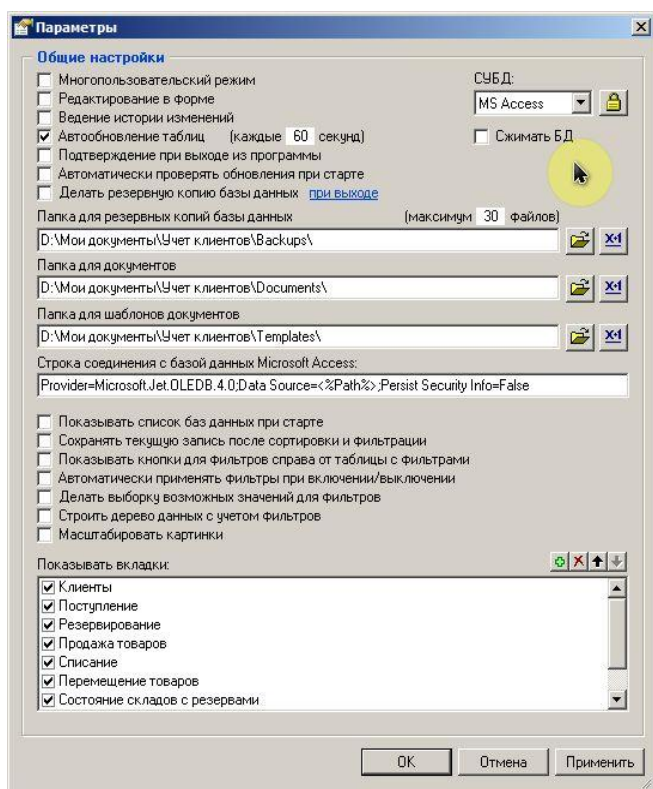 Параметры
Общие настройки
Многопользовательский режим
СУБД:
Редактирование в форме
MS Access
Ведение истории изменений
Автообновление таблиц (каждые 60 секунд)
Сжимать БД
Подтверждение при выходе из программы
Автоматически проверять обновления при старте
Делать резервную копию базы данных при выходе
Папка для резервных копий базы данных (максимум 30 файлов)
D:\Мои документы\Учет клиентов\Backups\
X·1
Папка для документов
D:\Мои документы\Учет клиентов\Documents\
X·1
Папка для шаблонов документов
D:\Мои документы\Учет клиентов\Templates\
X·1
Строка соединения с базой данных Microsoft Access:
Provider=Microsoft.Jet.OLEDB.4.0;Data Source=<%Path%>;Persist Security Info=False
Показывать список баз данных при старте
Сохранять текущую запись после сортировки и фильтрации
Показывать кнопки для фильтров справа от таблицы с фильтрами
Автоматически применять фильтры при включении/выключении
Делать выборку возможных значений для фильтров
Строить дерево данных с учетом фильтров
Масштабировать картинки
Показывать вкладки:
Клиенты
Поступление
Резервирование
Продажа товаров
Списание
Перемещение товаров
Состояние складов с резервами
OK
Отмена
Применить